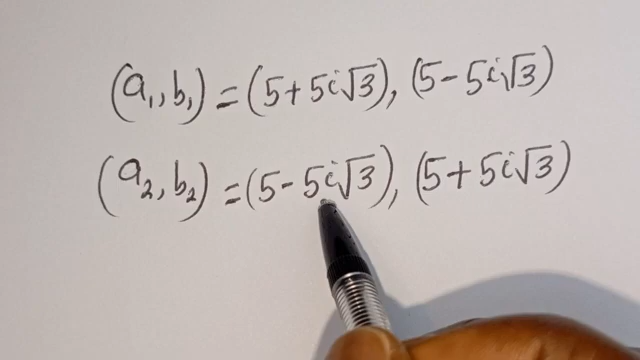 (a₁, b₁) = (5 + 5i√3), (5 - 5i√3)
(a₂, b₂) = (5 - 5i√3), (5 + 5i√3)